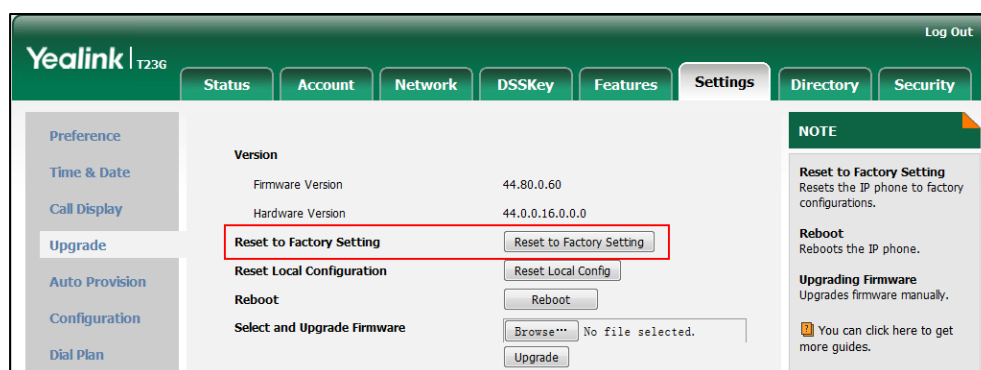 Log Out
Yealink | T23G
Status Account Network DSSKey Features Settings Directory Security
Preference
Time & Date
Call Display
Upgrade
Auto Provision
Configuration
Dial Plan
Version
Firmware Version 44.80.0.60
Hardware Version 44.0.0.16.0.0.0
Reset to Factory Setting Reset to Factory Setting
Reset Local Configuration Reset Local Config
Reboot Reboot
Select and Upgrade Firmware Browse··· No file selected.
Upgrade
NOTE
Reset to Factory Setting
Resets the IP phone to factory
configurations.
Reboot
Reboots the IP phone.
Upgrading Firmware
Upgrades firmware manually.
You can click here to get
more guides.